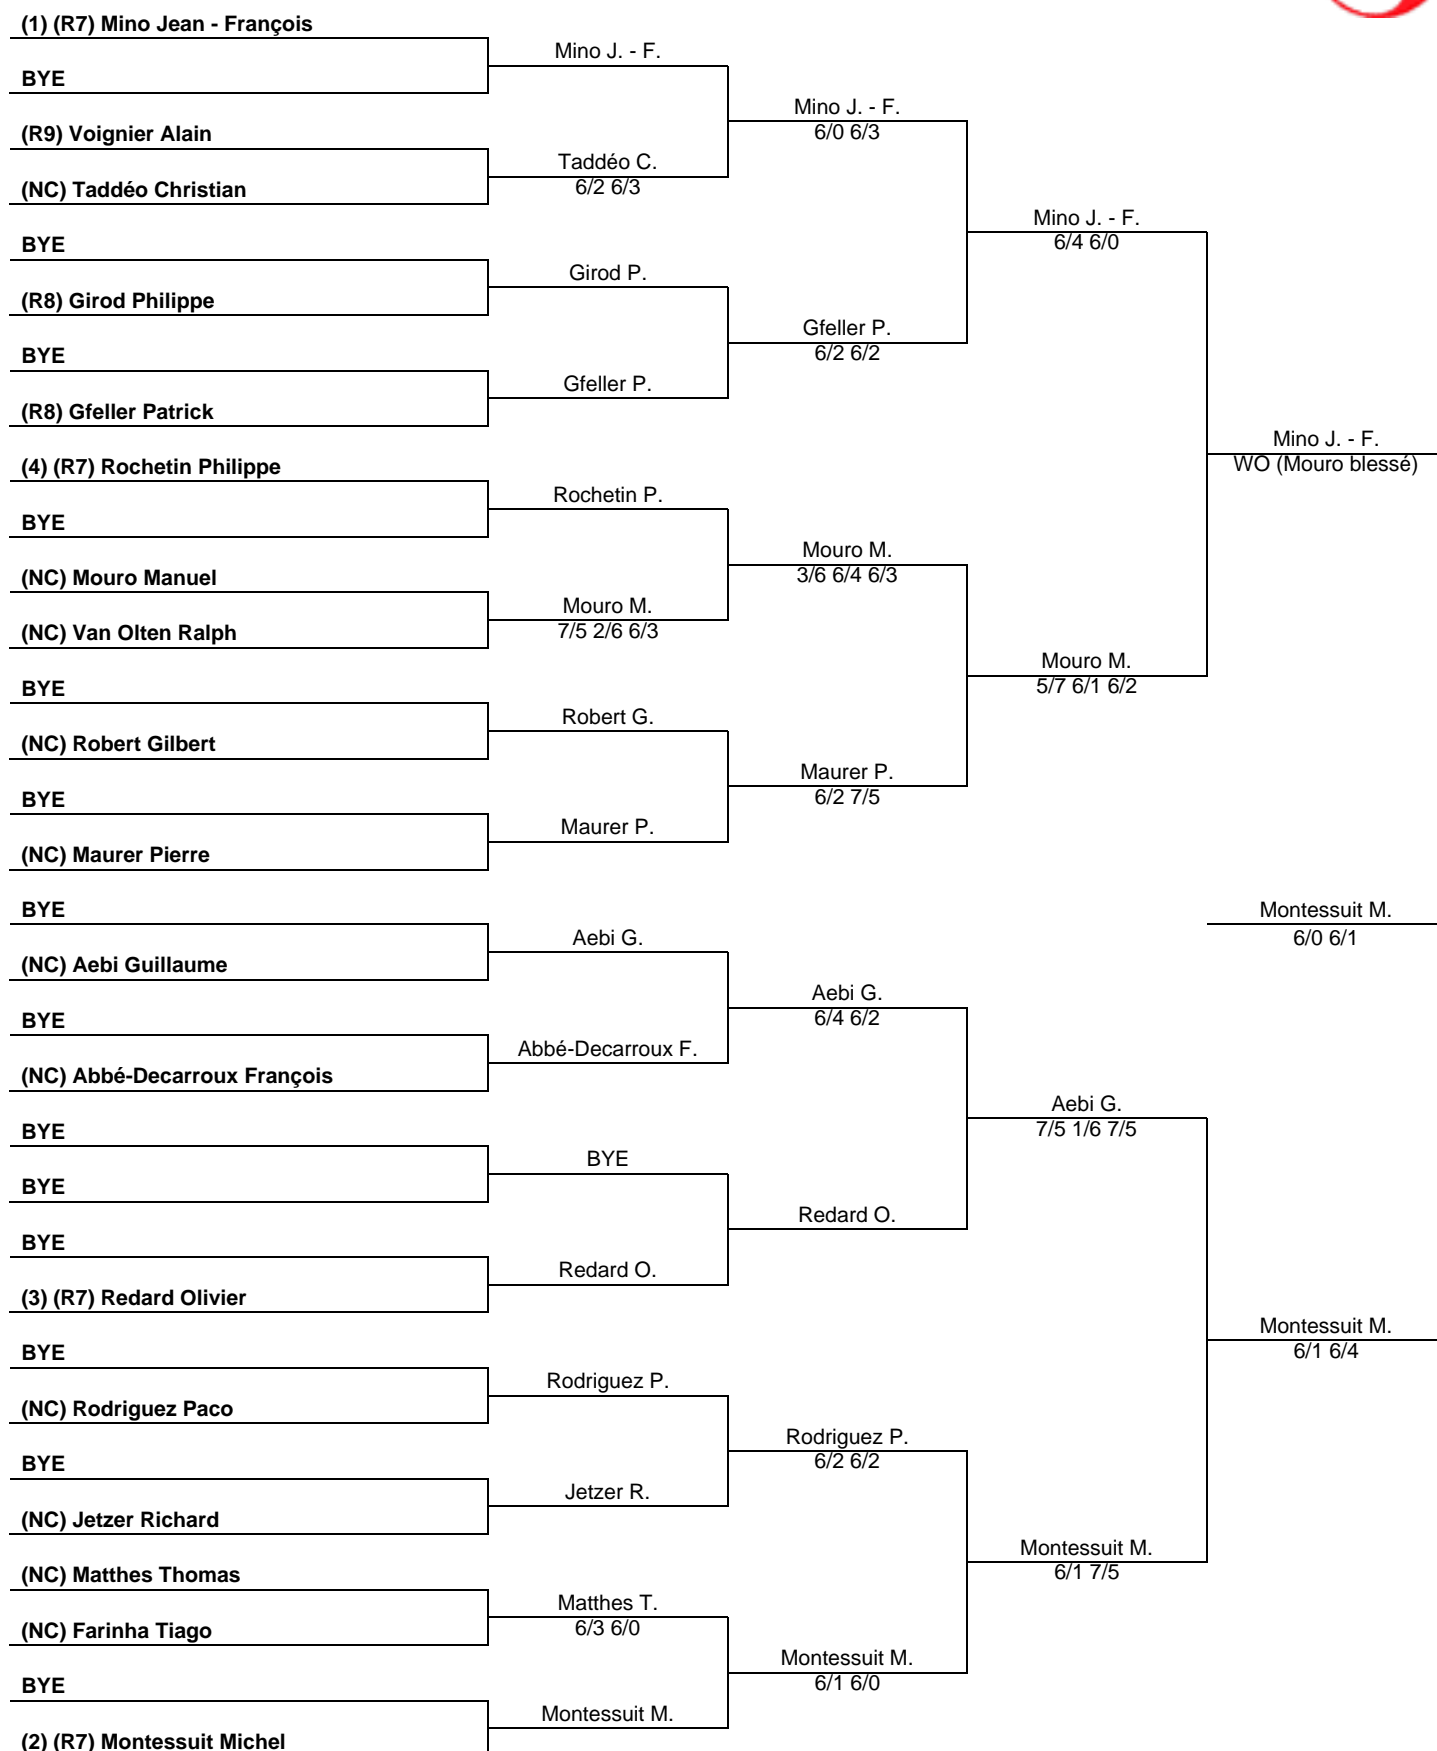 (1) (R7) Mino Jean - François
Mino J. - F.
BYE
Mino J. - F.
6/0 6/3
(R9) Voignier Alain
Taddéo C.
6/2 6/3
(NC) Taddéo Christian
Mino J. - F.
6/4 6/0
BYE
Girod P.
(R8) Girod Philippe
Gfeller P.
6/2 6/2
BYE
Gfeller P.
(R8) Gfeller Patrick
Mino J. - F.
WO (Mouro blessé)
(4) (R7) Rochetin Philippe
Rochetin P.
BYE
Mouro M.
3/6 6/4 6/3
(NC) Mouro Manuel
Mouro M.
7/5 2/6 6/3
(NC) Van Olten Ralph
Mouro M.
5/7 6/1 6/2
BYE
Robert G.
(NC) Robert Gilbert
Maurer P.
6/2 7/5
BYE
Maurer P.
(NC) Maurer Pierre
BYE
Montessuit M.
6/0 6/1
Aebi G.
(NC) Aebi Guillaume
Aebi G.
6/4 6/2
BYE
Abbé-Decarroux F.
(NC) Abbé-Decarroux François
Aebi G.
7/5 1/6 7/5
BYE
BYE
BYE
Redard O.
BYE
Redard O.
(3) (R7) Redard Olivier
Montessuit M.
6/1 6/4
BYE
Rodriguez P.
(NC) Rodriguez Paco
Rodriguez P.
6/2 6/2
BYE
Jetzer R.
(NC) Jetzer Richard
Montessuit M.
6/1 7/5
(NC) Matthes Thomas
Matthes T.
6/3 6/0
(NC) Farinha Tiago
Montessuit M.
6/1 6/0
BYE
Montessuit M.
(2) (R7) Montessuit Michel